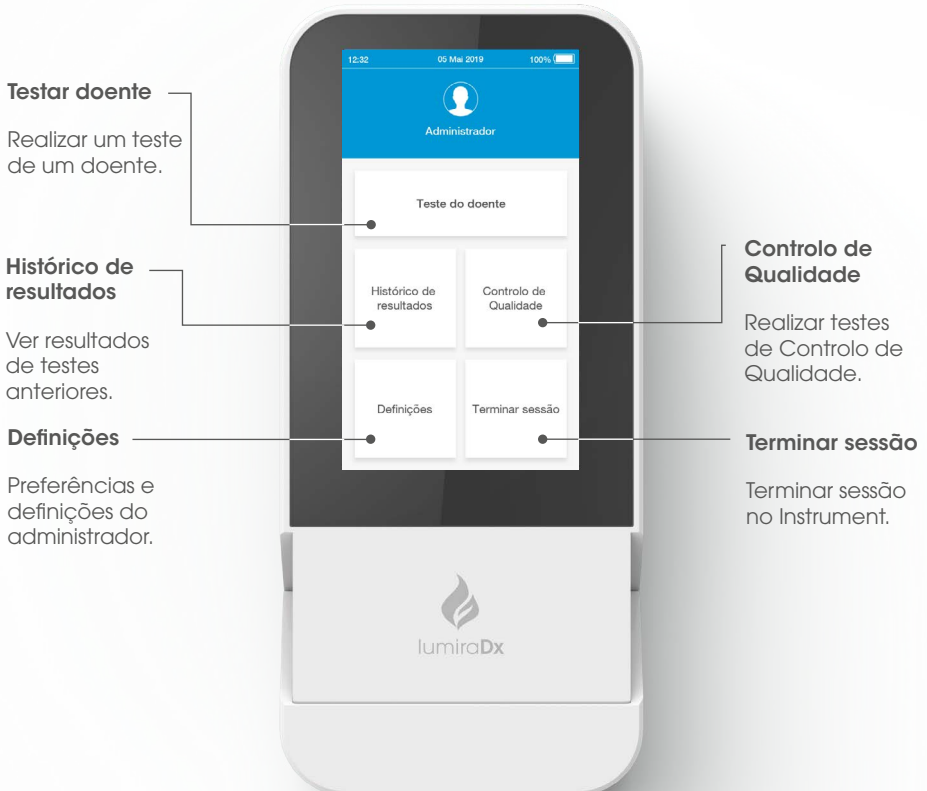 Testar doente
Realizar um teste
de um doente.
Histórico de
resultados
Ver resultados
de testes
anteriores.
Definições
Preferências e
definições do
administrador.
12:32 05 Mai 2019 100%
Administrador
Teste do doente
Histórico de
resultados
Controlo de
Qualidade
Definições
Terminar sessão
lumiraDx
Controlo de
Qualidade
Realizar testes
de Controlo de
Qualidade.
Terminar sessão
Terminar sessão
no Instrument.